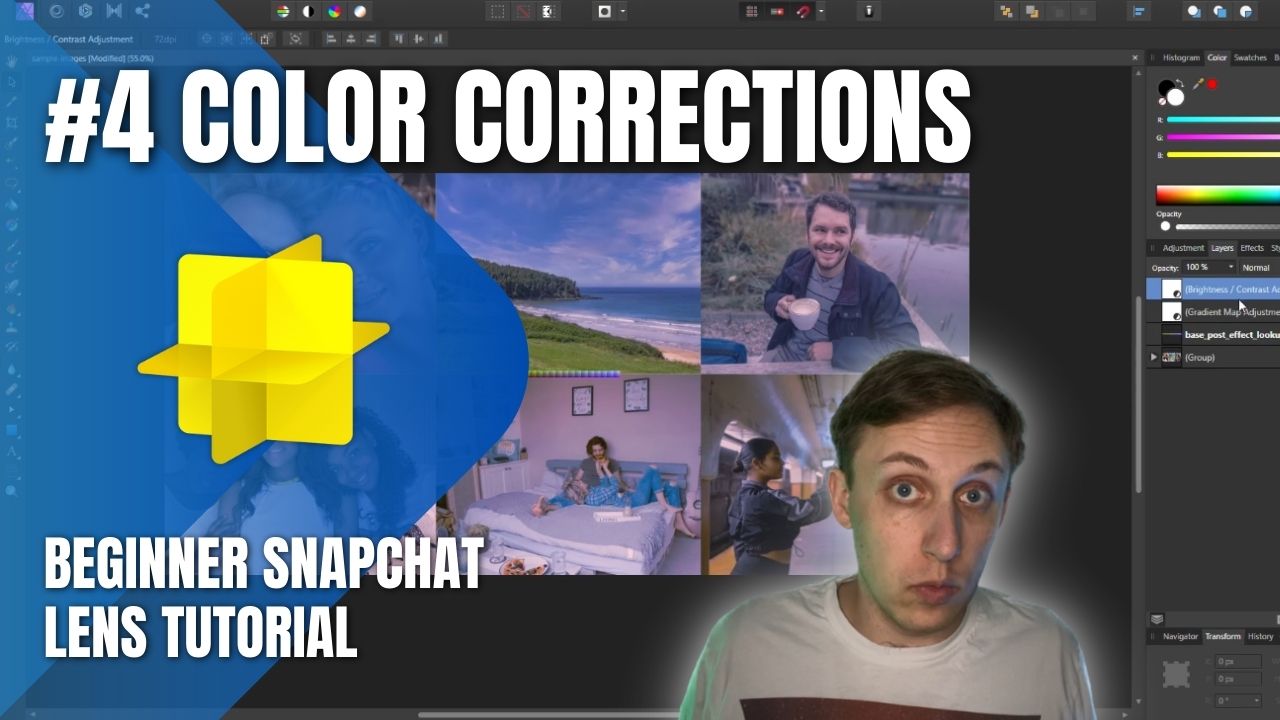 Brightness / Contrast Adjustment
72dpi
sample-images [Modified] (55.0%)
#4 COLOR CORRECTIONS
Histogram Color Swatches
R:
G:
B:
Opacity
Adjustment Layers Effects
Opacity: 100 % Normal
(Brightness / Contrast
(Gradient Map Adjustme
base_post_effect_looku
(Group)
BEGINNER SNAPCHAT
LENS TUTORIAL
Navigator Transform History
X: 0 px
Y: 0 px
0 °